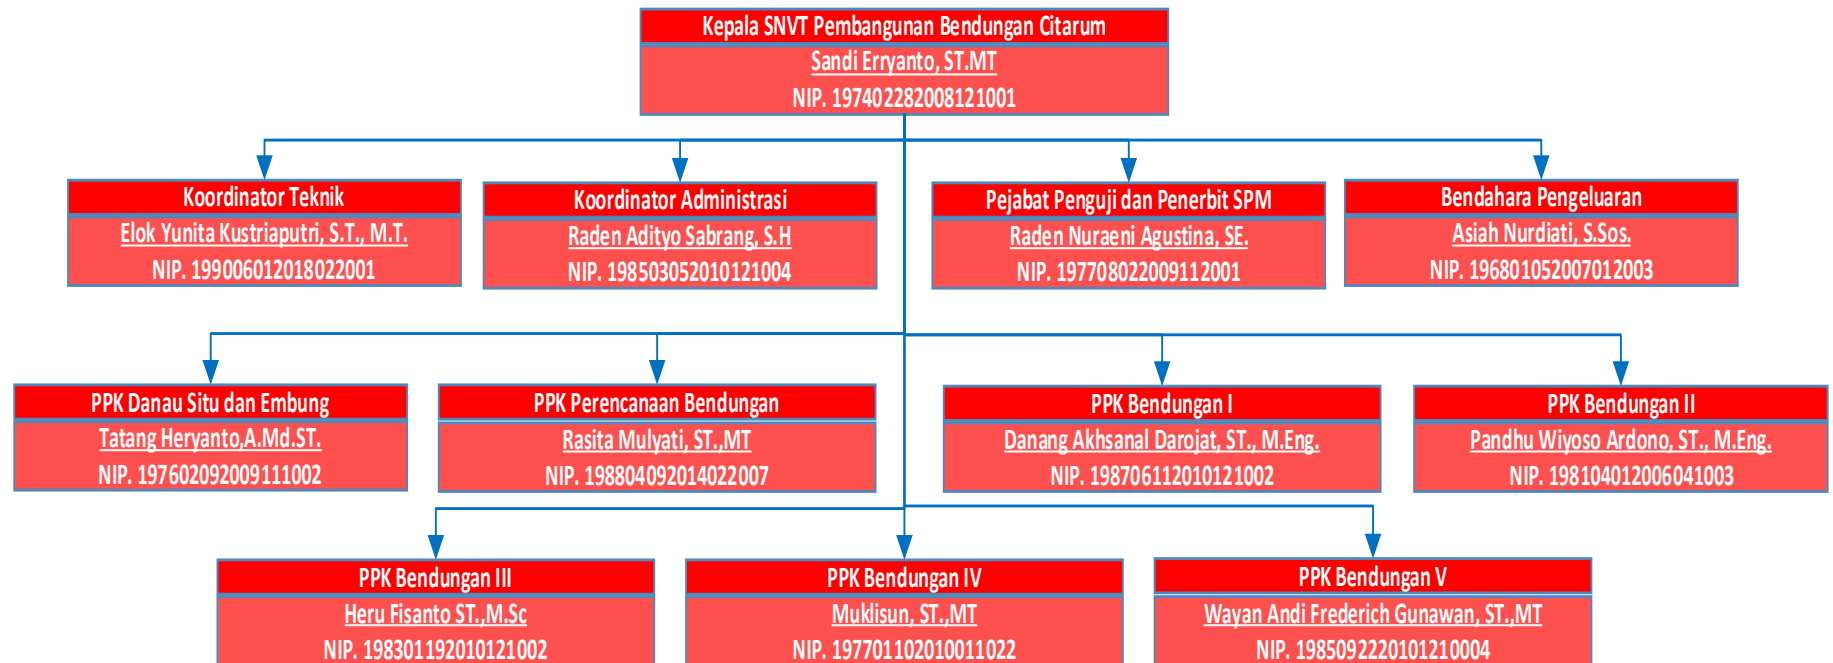 Kepala SNVT Pembangunan Bendungan Citarum
Sandi Erryanto, ST.MT
NIP. 197402282008121001
Koordinator Teknik
Elok Yunita Kustriaputri, S.T., M.T.
NIP. 199006012018022001
Koordinator Administrasi
Raden Adityo Sabrang, S.H
NIP. 198503052010121004
Pejabat Penguji dan Penerbit SPM
Raden Nuraeni Agustina, SE.
NIP. 197708022009112001
Bendahara Pengeluaran
Asiah Nurdiati, S.Sos.
NIP. 196801052007012003
PPK Danau Situ dan Embung
Tatang Heryanto,A.Md.ST.
NIP. 197602092009111002
PPK Perencanaan Bendungan
Rasita Mulyati, ST.,MT
NIP. 198804092014022007
PPK Bendungan I
Danang Akhsanal Darojat, ST., M.Eng.
NIP. 198706112010121002
PPK Bendungan II
Pandhu Wiyoso Ardono, ST., M.Eng.
NIP. 198104012006041003
PPK Bendungan III
Heru Fisanto ST.,M.Sc
NIP. 198301192010121002
PPK Bendungan IV
Muklisun, ST.,MT
NIP. 197701102010011022
PPK Bendungan V
Wayan Andi Frederich Gunawan, ST.,MT
NIP. 1985092220101210004